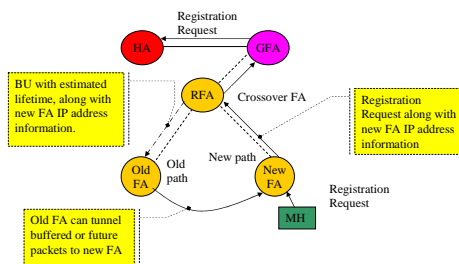 Registration
Request
HA
GFA
BU with estimated
lifetime, along with
new FA IP address
information.
RFA
Crossover FA
Registration
Request along with
new FA IP address
information
Old
path
New path
Old
FA
New
FA
Registration
Request
MH
Old FA can tunnel
buffered or future
packets to new FA